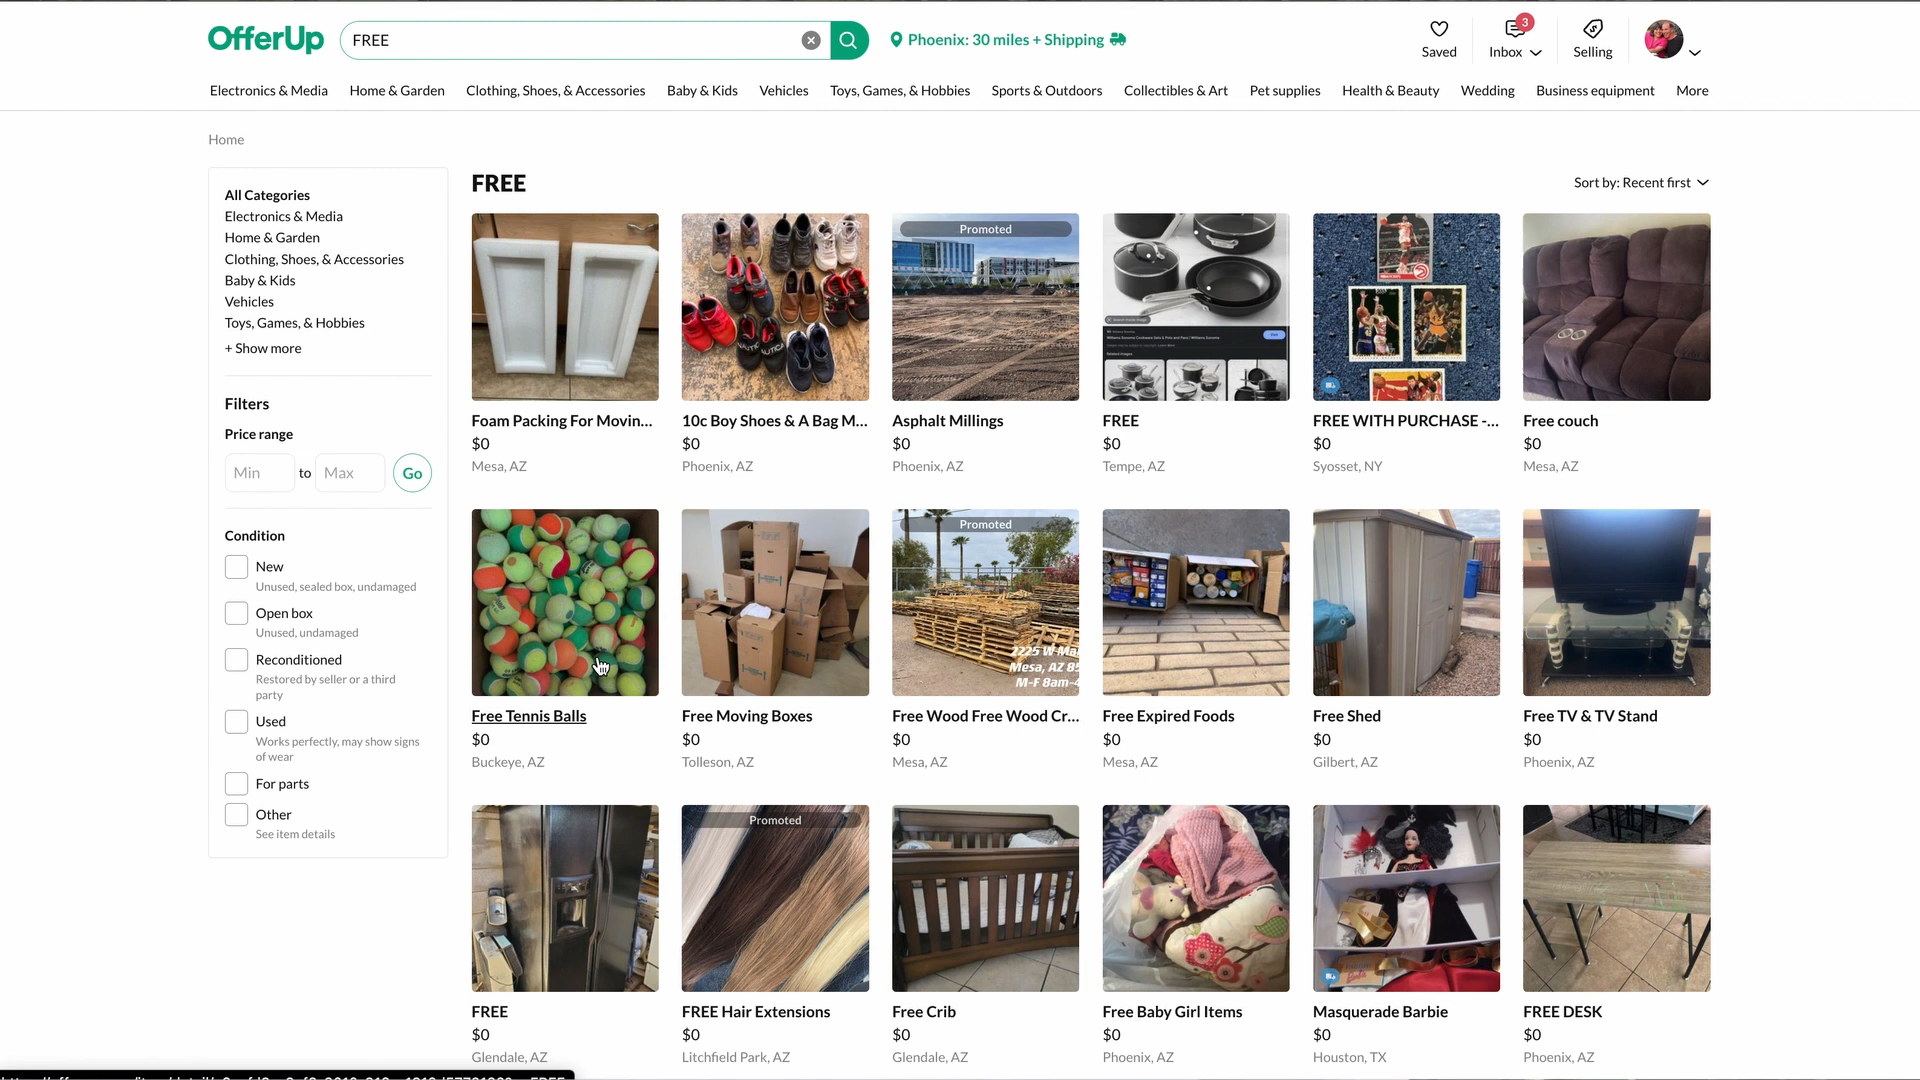 OfferUp
FREE
Phoenix: 30 miles + Shipping
Saved
3
Inbox
Selling
Electronics & Media
Home & Garden
Clothing, Shoes, & Accessories
Baby & Kids
Vehicles
Toys, Games, & Hobbies
Sports & Outdoors
Collectibles & Art
Pet supplies
Health & Beauty
Wedding
Business equipment
More
Home
All Categories
Electronics & Media
Home & Garden
Clothing, Shoes, & Accessories
Baby & Kids
Vehicles
Toys, Games, & Hobbies
+ Show more
Filters
Price range
Min
to
Max
Go
Condition
New
Unused, sealed box, undamaged
Open box
Unused, undamaged
Reconditioned
Restored by seller or a third
party
Used
Works perfectly, may show signs
of wear
For parts
Other
See item details
FREE
Sort by: Recent first
Foam Packing For Movin...
$0
Mesa, AZ
10c Boy Shoes & A Bag M...
$0
Phoenix, AZ
Promoted
Asphalt Millings
$0
Phoenix, AZ
FREE
$0
Tempe, AZ
FREE WITH PURCHASE -...
$0
Syosset, NY
Free couch
$0
Mesa, AZ
Free Tennis Balls
$0
Buckeye, AZ
Free Moving Boxes
$0
Tolleson, AZ
Promoted
2225 W Mai
Mesa, AZ 85
M-F 8am-4
Free Wood Free Wood Cr...
$0
Mesa, AZ
Free Expired Foods
$0
Mesa, AZ
Free Shed
$0
Gilbert, AZ
Free TV & TV Stand
$0
Phoenix, AZ
FREE
$0
Glendale, AZ
Promoted
FREE Hair Extensions
$0
Litchfield Park, AZ
Free Crib
$0
Glendale, AZ
Free Baby Girl Items
$0
Phoenix, AZ
Masquerade Barbie
$0
Houston, TX
FREE DESK
$0
Phoenix, AZ